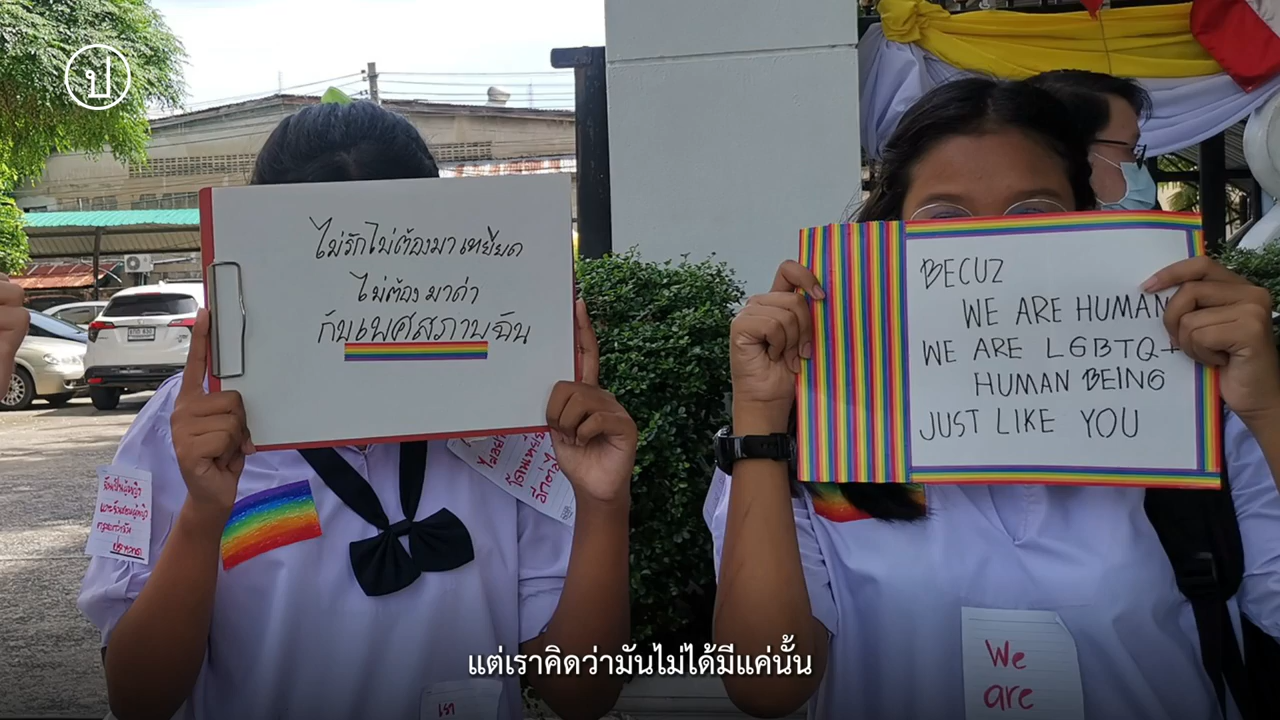 ป
ไม่รักไม่ต้องมาเหยียด
ไม่ต้องมาด่า
กับเพศสภาพฉัน
BECUZ
WE ARE HUMAN
WE ARE LGBTQ+
HUMAN BEING
JUST LIKE YOU
We
are
แต่เราคิดว่ามันไม่ได้มีแค่นั้น